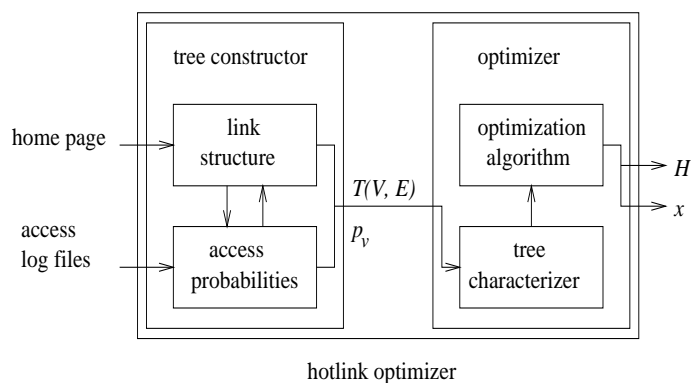 tree constructor
optimizer
home page
link
structure
optimization
algorithm
H
T(V, E)
x
access
log files
access
probabilities
p_v
tree
characterizer
hotlink optimizer